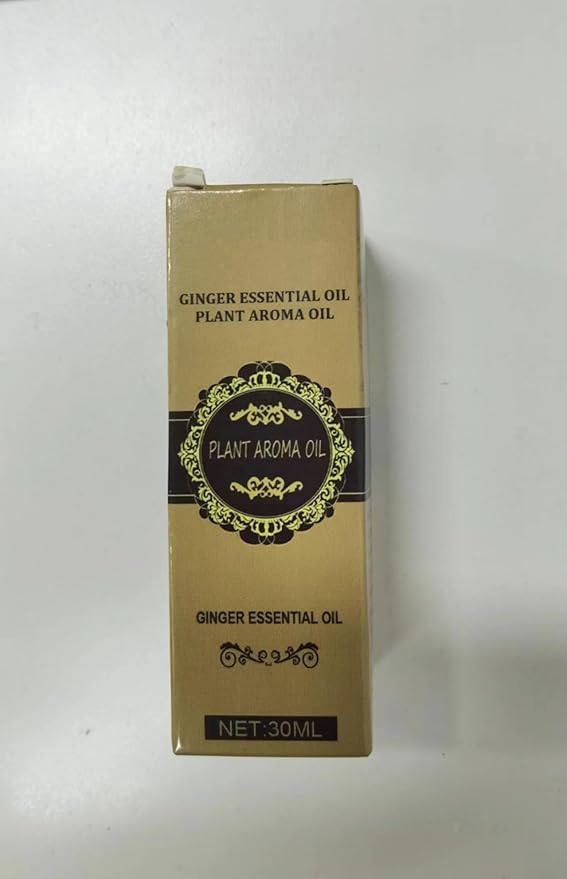 GINGER ESSENTIAL OIL
PLANT AROMA OIL
PLANT AROMA OIL
GINGER ESSENTIAL OIL
NET:30ML